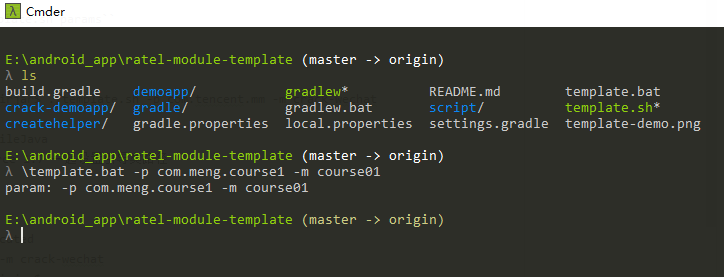 Cmder
E:\android_app\ratel-module-template (master -> origin)
λ ls
build.gradle demoapp/ gradlew* README.md template.bat
crack-demoapp/ gradle/ gradlew.bat script/ template.sh*
createhelper/ gradle.properties local.properties settings.gradle template-demo.png
E:\android_app\ratel-module-template (master -> origin)
λ \template.bat -p com.meng.course1 -m course01
param: -p com.meng.course1 -m course01
E:\android_app\ratel-module-template (master -> origin)
λ